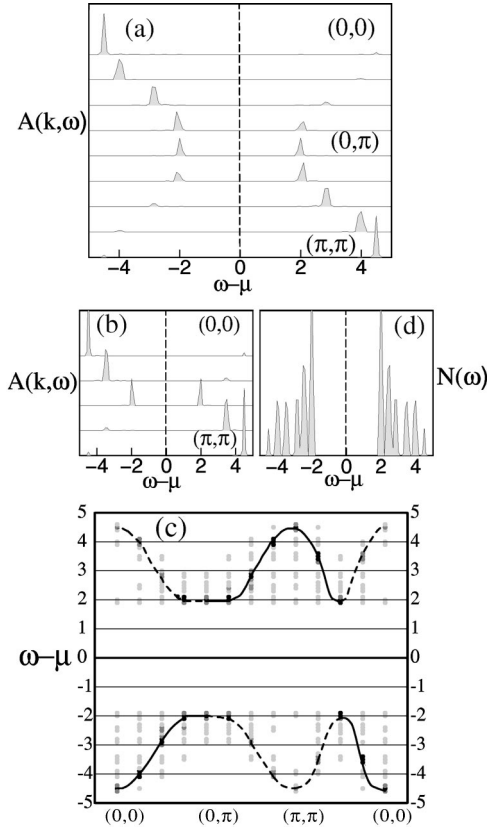 (a) (0,0)
A(k,ω) (0,π)
(π,π)
-4 -2 0 2 4
ω−μ
(b) (0,0) (d)
A(k,ω) N(ω)
(π,π)
-4 -2 0 2 4 -4 -2 0 2 4
ω−μ ω−μ
5 (c) 5
4 4
3 3
2 2
1 1
ω−μ 0 0
-1 -1
-2 -2
-3 -3
-4 -4
-5 -5
(0,0) (0,π) (π,π) (0,0)